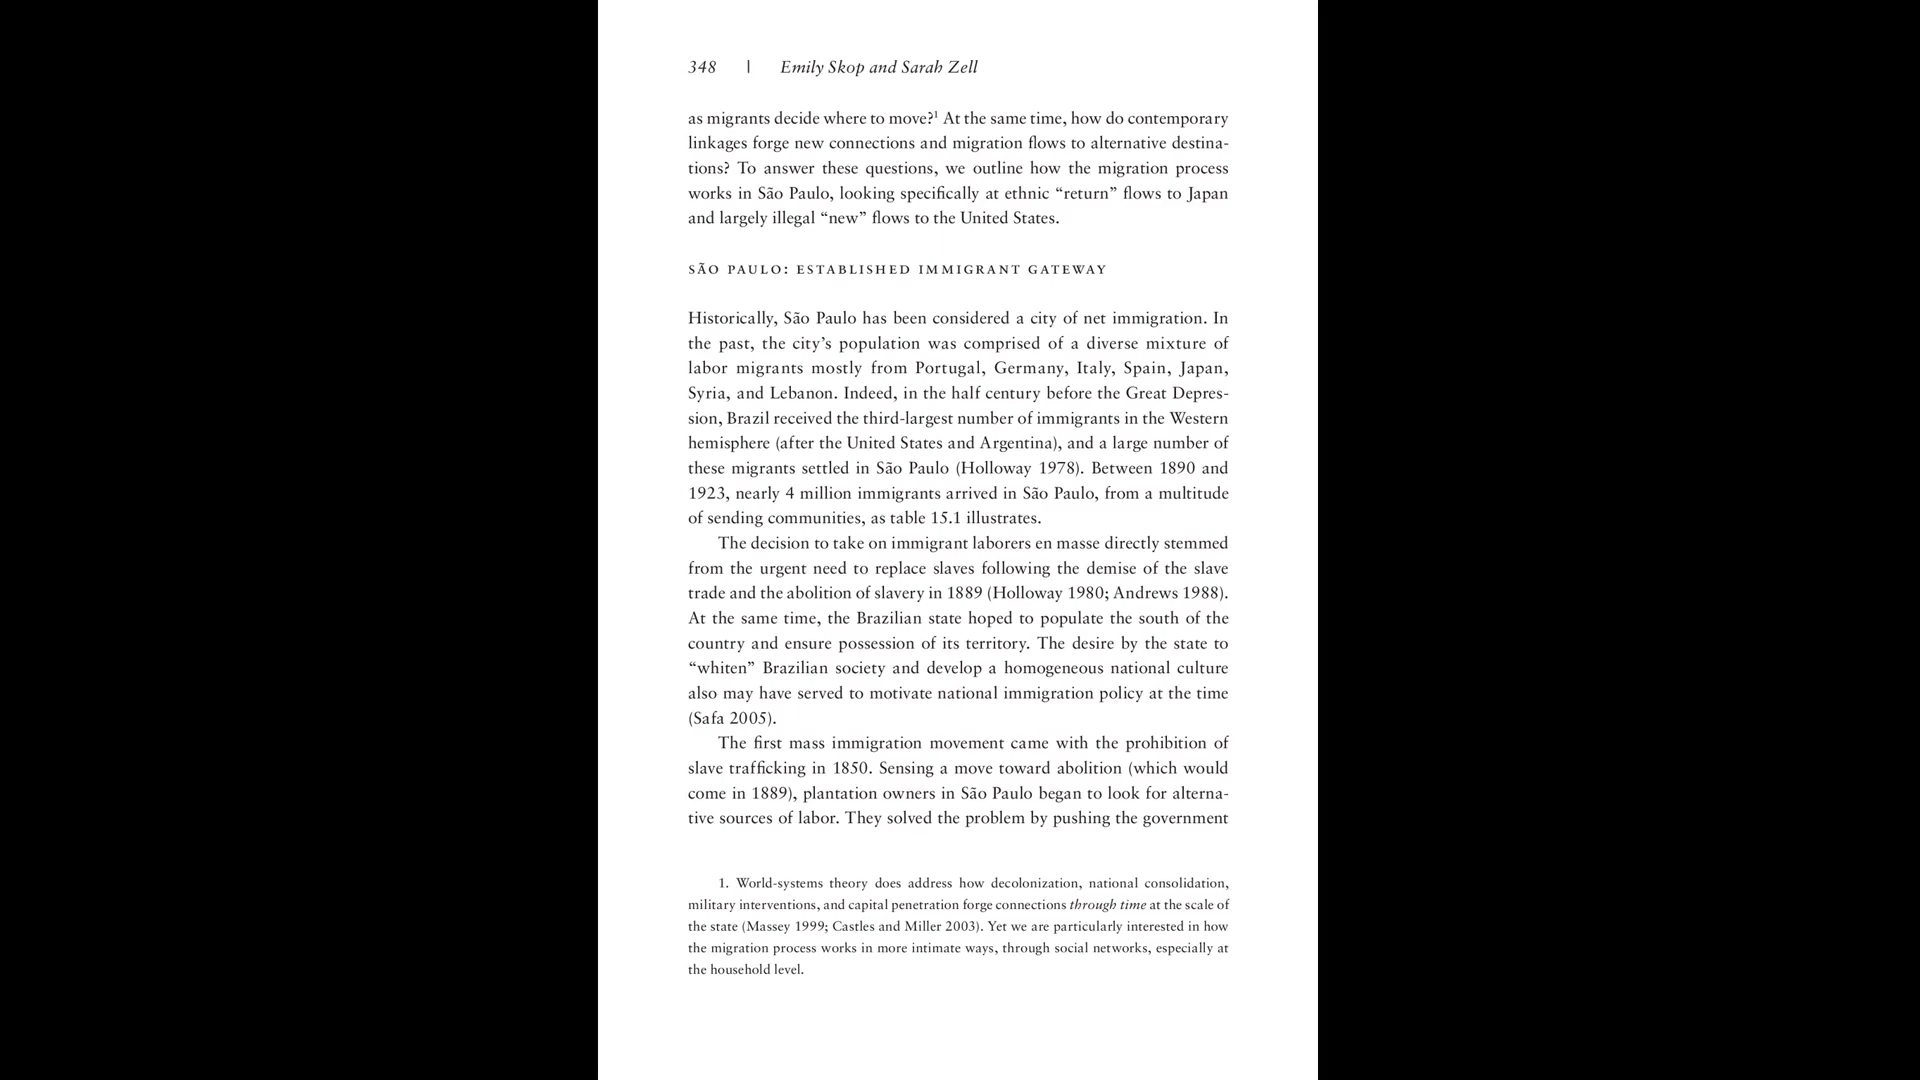 348 | Emily Skop and Sarah Zell
as migrants decide where to move?¹ At the same time, how do contemporary
linkages forge new connections and migration flows to alternative destina-
tions? To answer these questions, we outline how the migration process
works in São Paulo, looking specifically at ethnic “return” flows to Japan
and largely illegal “new” flows to the United States.
SÃO PAULO: ESTABLISHED IMMIGRANT GATEWAY
Historically, São Paulo has been considered a city of net immigration. In
the past, the city’s population was comprised of a diverse mixture of
labor migrants mostly from Portugal, Germany, Italy, Spain, Japan,
Syria, and Lebanon. Indeed, in the half century before the Great Depres-
sion, Brazil received the third-largest number of immigrants in the Western
hemisphere (after the United States and Argentina), and a large number of
these migrants settled in São Paulo (Holloway 1978). Between 1890 and
1923, nearly 4 million immigrants arrived in São Paulo, from a multitude
of sending communities, as table 15.1 illustrates.
The decision to take on immigrant laborers en masse directly stemmed
from the urgent need to replace slaves following the demise of the slave
trade and the abolition of slavery in 1889 (Holloway 1980; Andrews 1988).
At the same time, the Brazilian state hoped to populate the south of the
country and ensure possession of its territory. The desire by the state to
“whiten” Brazilian society and develop a homogeneous national culture
also may have served to motivate national immigration policy at the time
(Safa 2005).
The first mass immigration movement came with the prohibition of
slave trafficking in 1850. Sensing a move toward abolition (which would
come in 1889), plantation owners in São Paulo began to look for alterna-
tive sources of labor. They solved the problem by pushing the government
1. World-systems theory does address how decolonization, national consolidation,
military interventions, and capital penetration forge connections through time at the scale of
the state (Massey 1999; Castles and Miller 2003). Yet we are particularly interested in how
the migration process works in more intimate ways, through social networks, especially at
the household level.